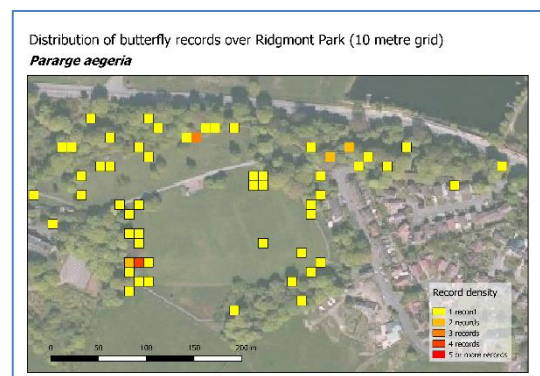 Distribution of butterfly records over Ridgmont Park (10 metre grid)
Pararge aegeria
Record density
1 record
2 records
3 records
4 records
5 or more records
0 50 100 150 200 m